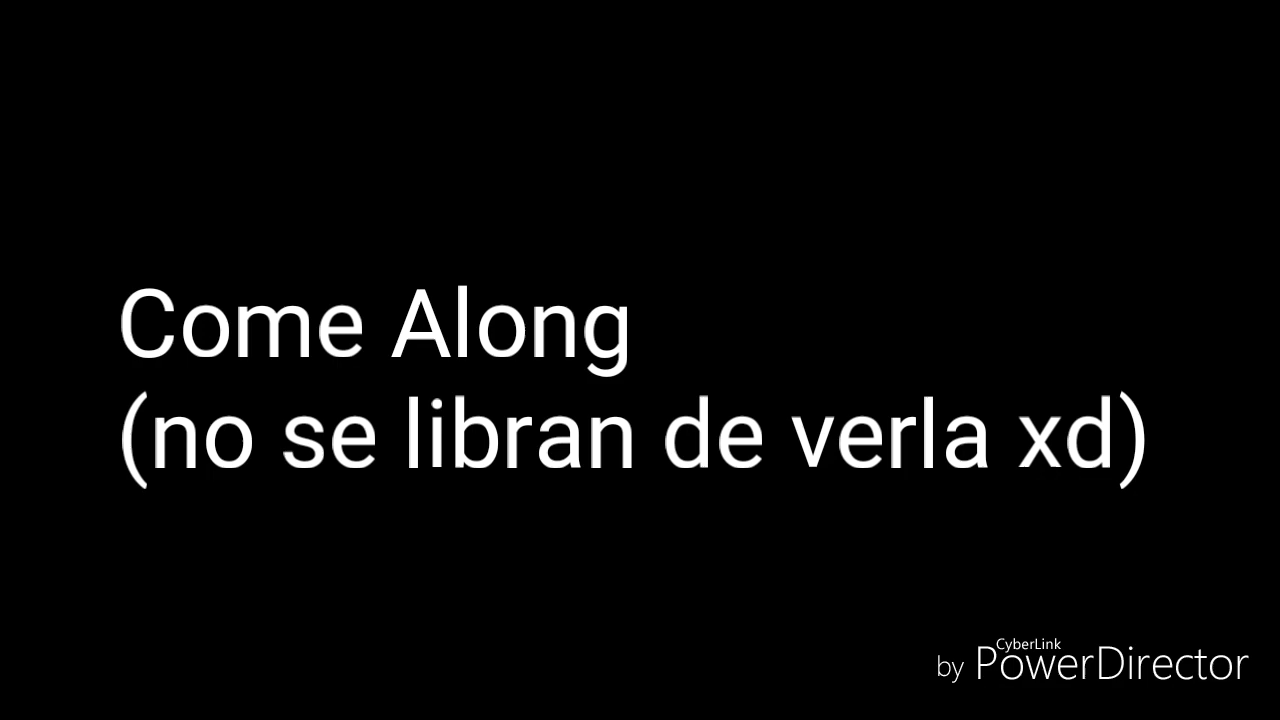 Come Along
(no se libran de verla xd)
CyberLink
by PowerDirector